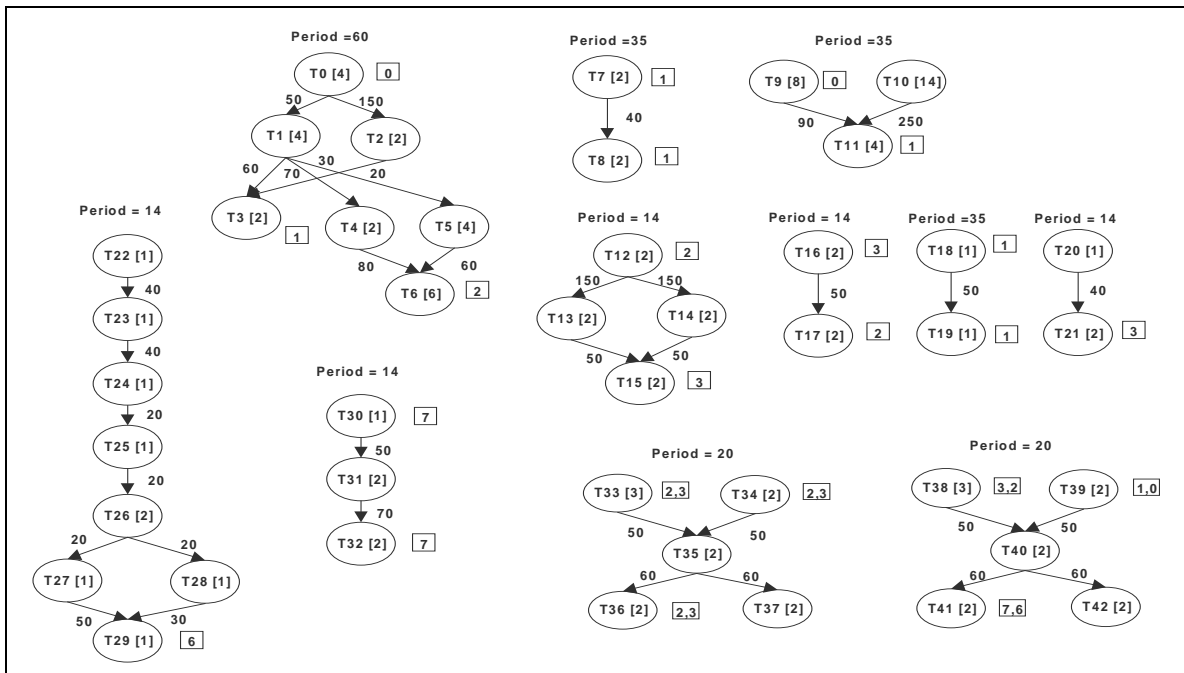 Period =60
T0 [4] 0
50 150
T1 [4] T2 [2]
60 70 30 20
T3 [2] 1
T4 [2] T5 [4]
80 60
T6 [6] 2
Period =35
T7 [2] 1
40
T8 [2] 1
Period =35
T9 [8] 0 T10 [14]
90 250
T11 [4] 1
Period = 14
T22 [1]
40
T23 [1]
40
T24 [1]
20
T25 [1]
20
T26 [2]
20 20
T27 [1] T28 [1]
50 30
T29 [1] 6
Period = 14
T30 [1] 7
50
T31 [2]
70
T32 [2] 7
Period = 14
T12 [2] 2
150 150
T13 [2] T14 [2]
50 50
T15 [2] 3
Period = 14
T16 [2] 3
50
T17 [2] 2
Period =35
T18 [1] 1
50
T19 [1] 1
Period = 14
T20 [1]
40
T21 [2] 3
Period = 20
T33 [3] 2,3 T34 [2] 2,3
50 50
T35 [2]
60 60
T36 [2] 2,3 T37 [2]
Period = 20
T38 [3] 3,2 T39 [2] 1,0
50 50
T40 [2]
60 60
T41 [2] 7,6 T42 [2]